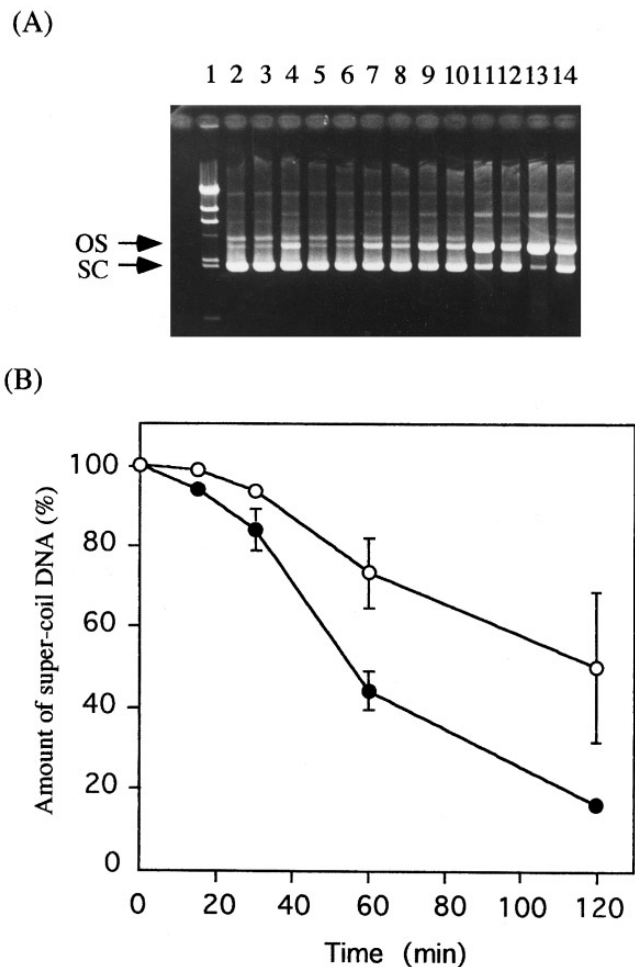 (A)
1 2 3 4 5 6 7 8 9 10 11 12 13 14
OS
SC
(B)
Amount of super-coil DNA (%)
100
80
60
40
20
0
0 20 40 60 80 100 120
Time (min)